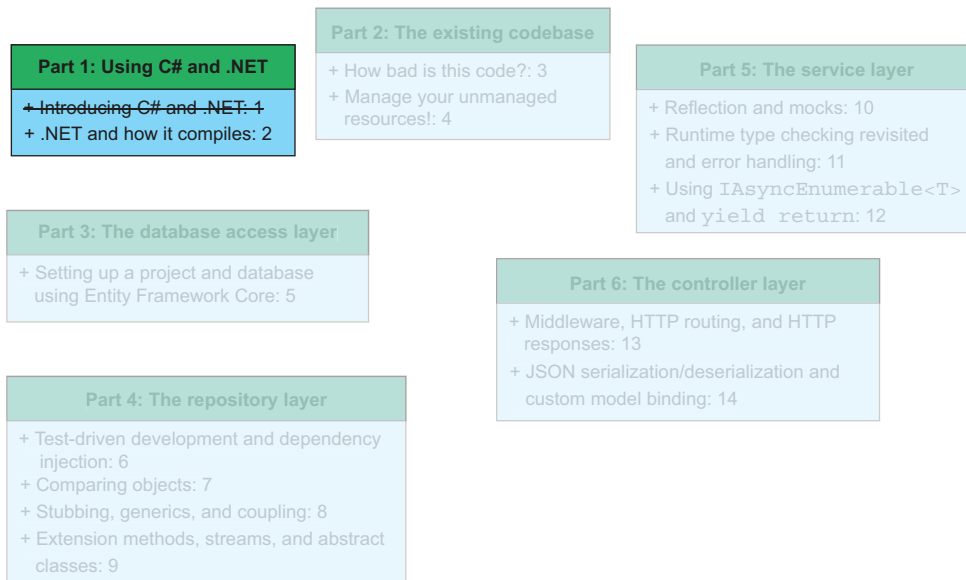 Part 1: Using C# and .NET
+ Introducing C# and .NET: 1
+ .NET and how it compiles: 2
Part 2: The existing codebase
+ How bad is this code?: 3
+ Manage your unmanaged
resources!: 4
Part 3: The database access layer
+ Setting up a project and database
using Entity Framework Core: 5
Part 4: The repository layer
+ Test-driven development and dependency
injection: 6
+ Comparing objects: 7
+ Stubbing, generics, and coupling: 8
+ Extension methods, streams, and abstract
classes: 9
Part 5: The service layer
+ Reflection and mocks: 10
+ Runtime type checking revisited
and error handling: 11
+ Using IAsyncEnumerable<T>
and yield return: 12
Part 6: The controller layer
+ Middleware, HTTP routing, and HTTP
responses: 13
+ JSON serialization/deserialization and
custom model binding: 14